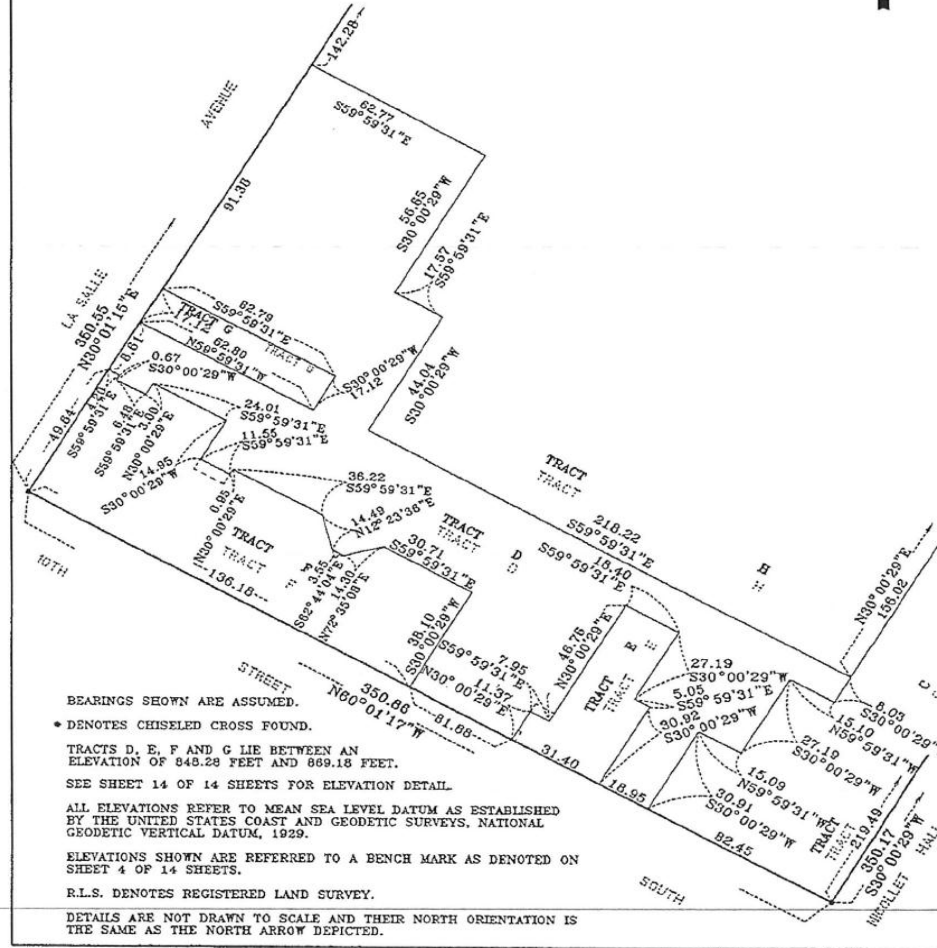 142.28
AVENUE
62.77
S59°59'31"E
91.38
56.65
S30°00'29"W
17.57
S59°59'31"E
LA SALLE
350.55
N30°01'15"E
62.79
S59°59'31"E
TRACT G
17.12
62.80
N59°59'31"W
TRACT G
S30°00'29"W
17.12
44.04
S30°00'29"W
8.61
0.67
S30°00'29"W
49.64
4.20
S59°59'31"E
6.48
S59°59'31"E
3.00
N30°00'29"E
24.01
S59°59'31"E
11.55
S59°59'31"E
14.95
S30°00'29"W
0.95
N30°00'29"E
36.22
S59°59'31"E
14.49
N12°23'36"E
TRACT
TRACT
218.22
S59°59'31"E
H
H
TRACT
TRACT
D
D
30.71
S59°59'31"E
TRACT
TRACT
F
F
3.55
S62°44'04"E
14.30
N72°35'08"E
18.40
S59°59'31"E
N30°00'29"E
156.02
10TH
136.18
38.10
S30°00'29"W
46.75
N30°00'29"E
7.95
S59°59'31"E
11.37
N30°00'29"E
TRACT
TRACT
E
E
27.19
S30°00'29"W
5.05
S59°59'31"E
30.92
S30°00'29"W
8.03
S30°00'29"W
15.10
N59°59'31"W
27.19
S30°00'29"W
15.09
N59°59'31"W
30.91
S30°00'29"W
STREET
350.66
N60°01'17"W
81.68
31.40
18.95
82.45
TRACT
TRACT
219.49
350.17
S30°00'29"W
NICOLLET
MALL
SOUTH
BEARINGS SHOWN ARE ASSUMED.
• DENOTES CHISELED CROSS FOUND.
TRACTS D, E, F AND G LIE BETWEEN AN
ELEVATION OF 848.28 FEET AND 869.18 FEET.
SEE SHEET 14 OF 14 SHEETS FOR ELEVATION DETAIL.
ALL ELEVATIONS REFER TO MEAN SEA LEVEL DATUM AS ESTABLISHED
BY THE UNITED STATES COAST AND GEODETIC SURVEYS, NATIONAL
GEODETIC VERTICAL DATUM, 1929.
ELEVATIONS SHOWN ARE REFERRED TO A BENCH MARK AS DENOTED ON
SHEET 4 OF 14 SHEETS.
R.L.S. DENOTES REGISTERED LAND SURVEY.
DETAILS ARE NOT DRAWN TO SCALE AND THEIR NORTH ORIENTATION IS
THE SAME AS THE NORTH ARROW DEPICTED.